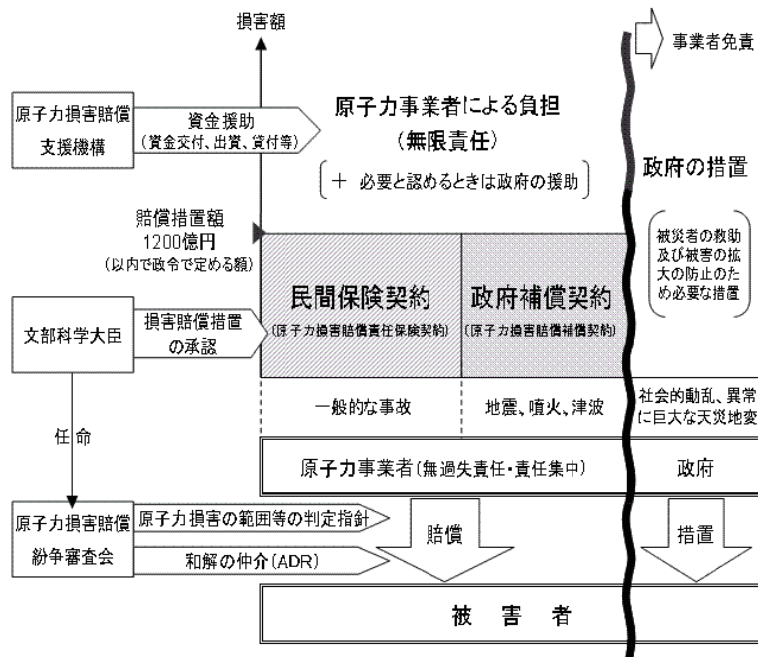 損害額
事業者免責
原子力損害賠償
支援機構
資金援助
(資金交付、出資、貸付等)
原子力事業者による負担
(無限責任)
＋ 必要と認めるときは政府の援助
政府の措置
被災者の救助
及び被害の拡
大の防止のた
め必要な措置
賠償措置額
1200億円
(以内で政令で定める額)
民間保険契約
(原子力損害賠償責任保険契約)
政府補償契約
(原子力損害賠償補償契約)
文部科学大臣
損害賠償措置
の承認
一般的な事故
地震、噴火、津波
社会的動乱、異常
に巨大な天災地変
任命
原子力事業者(無過失責任・責任集中)
政府
原子力損害賠償
紛争審査会
原子力損害の範囲等の判定指針
和解の仲介(ADR)
賠償
措置
被害者